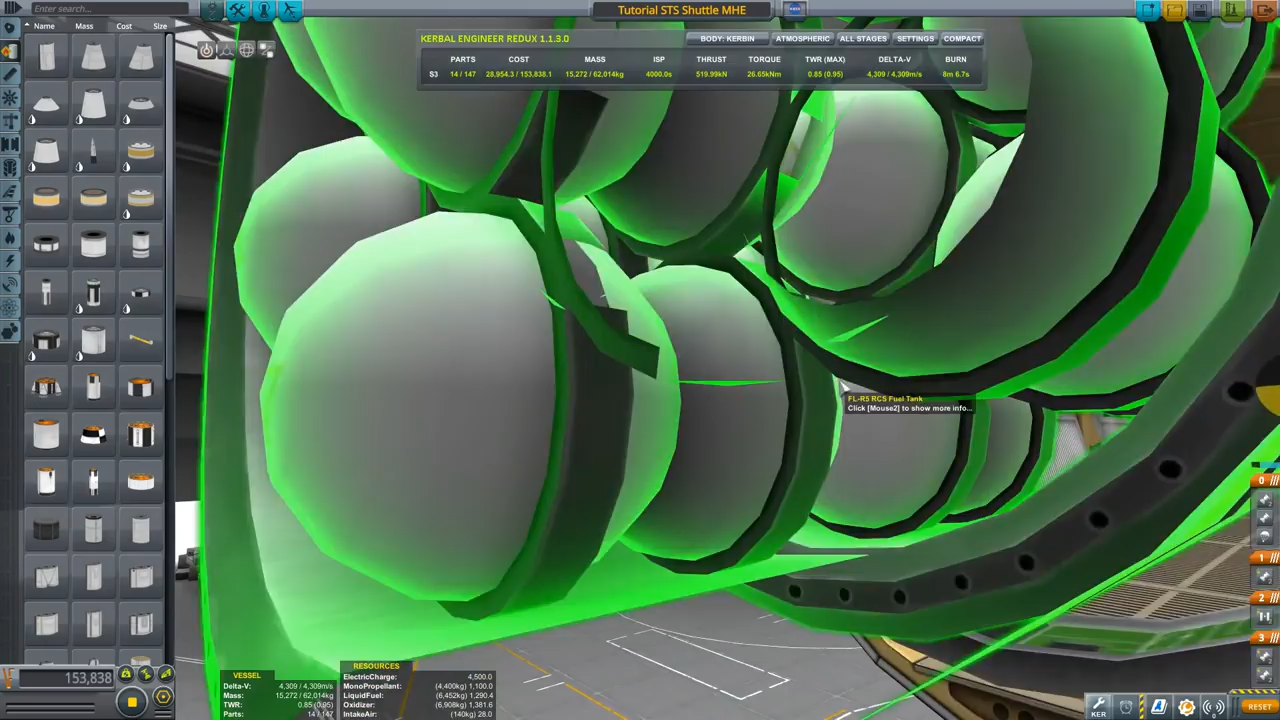 Enter search...
Tutorial STS Shuttle MHE
Name Mass Cost Size
KERBAL ENGINEER REDUX 1.1.3.0
BODY: KERBIN ATMOSPHERIC ALL STAGES SETTINGS COMPACT
PARTS COST MASS ISP THRUST TORQUE TWR (MAX) DELTA-V BURN
S3 14 / 147 28,954.3 / 153,838.1 15,272 / 62,014kg 4000.0s 519.99kN 26.65kNm 0.85 (0.95) 4,309 / 4,309m/s 8m 6.7s
FL-R5 RCS Fuel Tank
Click [Mouse2] to show more info...
0
1
2
3
153,838
VESSEL
Delta-V: 4,309 / 4,309m/s
Mass: 15,272 / 62,014kg
TWR: 0.85 (0.95)
Parts: 14 / 147
RESOURCES
ElectricCharge: 4,500.0
MonoPropellant: (4,400kg) 1,100.0
LiquidFuel: (6,452kg) 1,290.4
Oxidizer: (6,908kg) 1,381.6
IntakeAir: (140kg) 28.0
KER
RESET